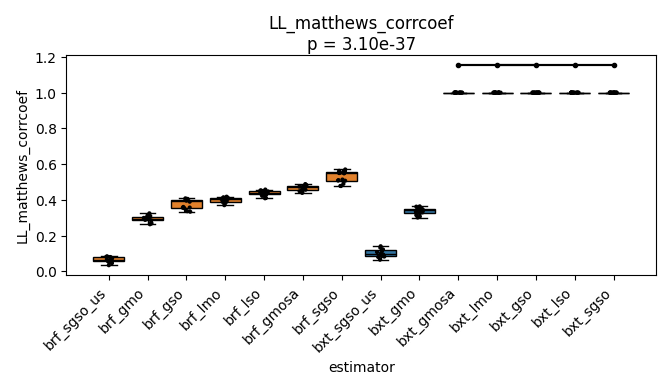 LL_matthews_corrcoef
p = 3.10e-37
LL_matthews_corrcoef
1.2
1.0
0.8
0.6
0.4
0.2
0.0
brf_sgso_us
brf_gmo
brf_gso
brf_lmo
brf_lso
brf_gmosa
brf_sgso
bxt_sgso_us
bxt_gmo
bxt_gmosa
bxt_lmo
bxt_gso
bxt_lso
bxt_sgso
estimator